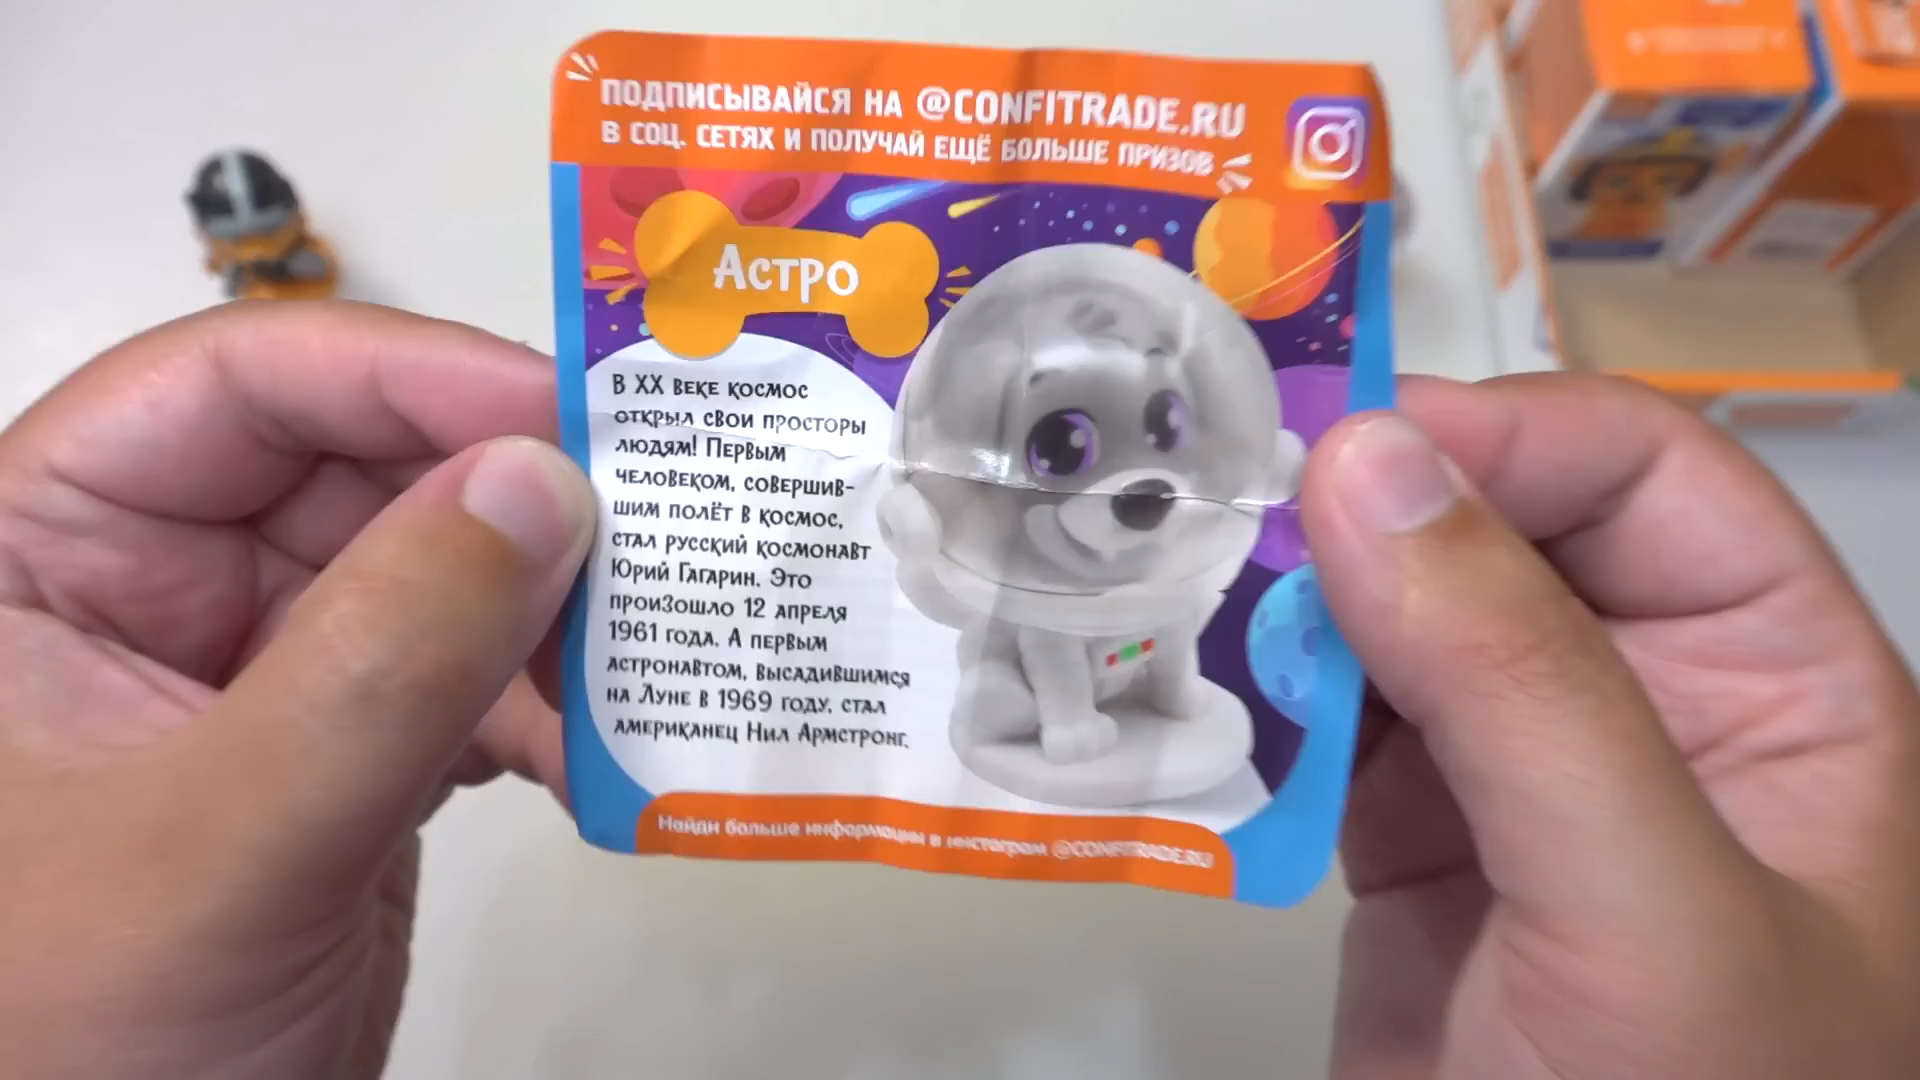 ПОДПИСЫВАЙСЯ НА @CONFITRADE.RU
В СОЦ. СЕТЯХ И ПОЛУЧАЙ ЕЩЁ БОЛЬШЕ ПРИЗОВ
Астро
В XX веке космос
открыл свои просторы
людям! Первым
человеком, совершив-
шим полёт в космос,
стал русский космонавт
Юрий Гагарин. Это
произошло 12 апреля
1961 года. А первым
астронавтом, высадившимся
на Луне в 1969 году, стал
американец Нил Армстронг.
Найди больше информации в инстаграм @CONFITRADE.RU